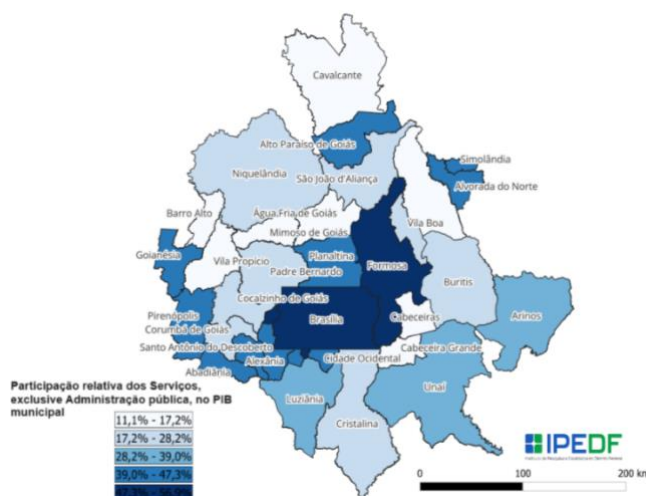 Cavalcante
Alto Paraíso de Goiás
Simolândia
Niquelândia
São João d'Aliança
Alvorada do Norte
Barro Alto
Água Fria de Goiás
Vila Boa
Mimoso de Goiás
Goianésia
Planaltina
Vila Propício
Formosa
Padre Bernardo
Buritis
Cocalzinho de Goiás
Pirenópolis
Brasília
Cabeceiras
Arinos
Corumbá de Goiás
Santo Antônio do Descoberto
Cidade Ocidental
Cabeceira Grande
Alexânia
Abadiânia
Unaí
Luziânia
Cristalina
Participação relativa dos Serviços,
exclusive Administração pública, no PIB
municipal
11,1% - 17,2%
17,2% - 28,2%
28,2% - 39,0%
39,0% - 47,3%
IPEDF
0 100 200 km